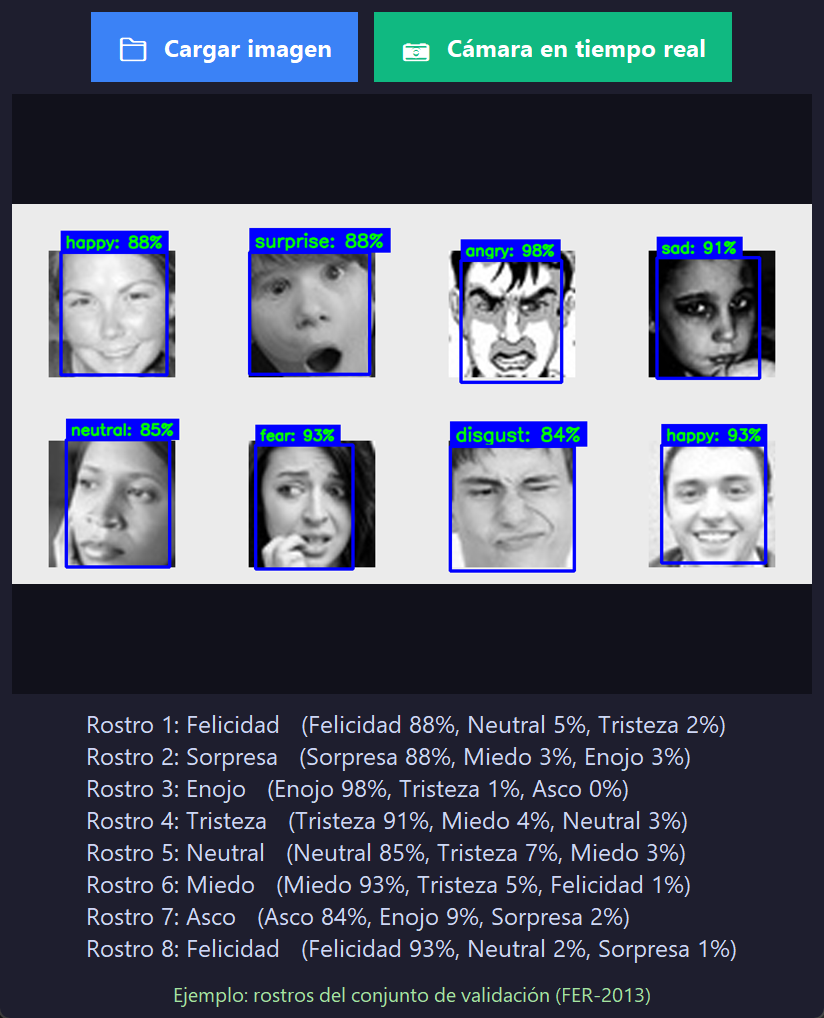 Cargar imagen
Cámara en tiempo real
happy: 88%
surprise: 88%
angry: 98%
sad: 91%
neutral: 85%
fear: 93%
disgust: 84%
happy: 93%
Rostro 1: Felicidad (Felicidad 88%, Neutral 5%, Tristeza 2%)
Rostro 2: Sorpresa (Sorpresa 88%, Miedo 3%, Enojo 3%)
Rostro 3: Enojo (Enojo 98%, Tristeza 1%, Asco 0%)
Rostro 4: Tristeza (Tristeza 91%, Miedo 4%, Neutral 3%)
Rostro 5: Neutral (Neutral 85%, Tristeza 7%, Miedo 3%)
Rostro 6: Miedo (Miedo 93%, Tristeza 5%, Felicidad 1%)
Rostro 7: Asco (Asco 84%, Enojo 9%, Sorpresa 2%)
Rostro 8: Felicidad (Felicidad 93%, Neutral 2%, Sorpresa 1%)
Ejemplo: rostros del conjunto de validación (FER-2013)